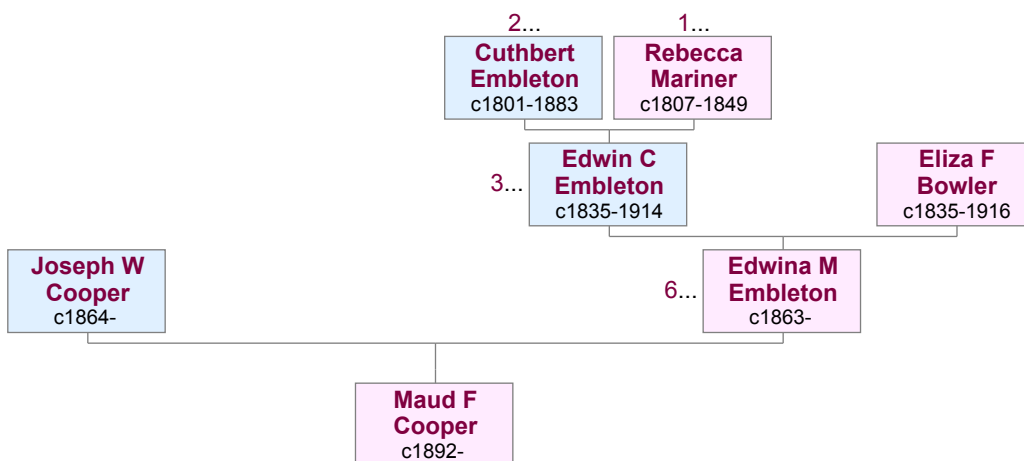 2... 1...
Cuthbert
Embleton
c1801-1883
Rebecca
Mariner
c1807-1849
3...
Edwin C
Embleton
c1835-1914
Eliza F
Bowler
c1835-1916
Joseph W
Cooper
c1864-
6...
Edwina M
Embleton
c1863-
Maud F
Cooper
c1892-